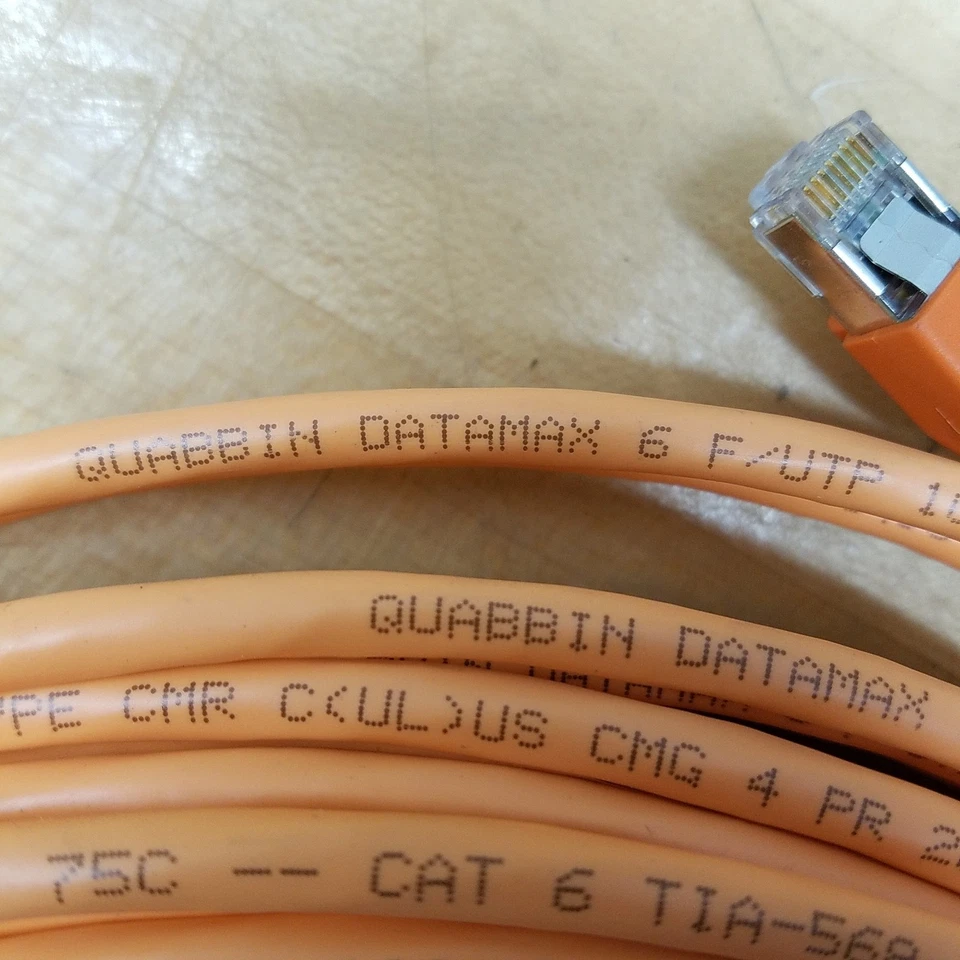 QUABBIN DATAMAX 6 F/UTP
QUABBIN DATAMAX
CMR C(UL)US CMG 4 PR
75C -- CAT 6 TIA-568